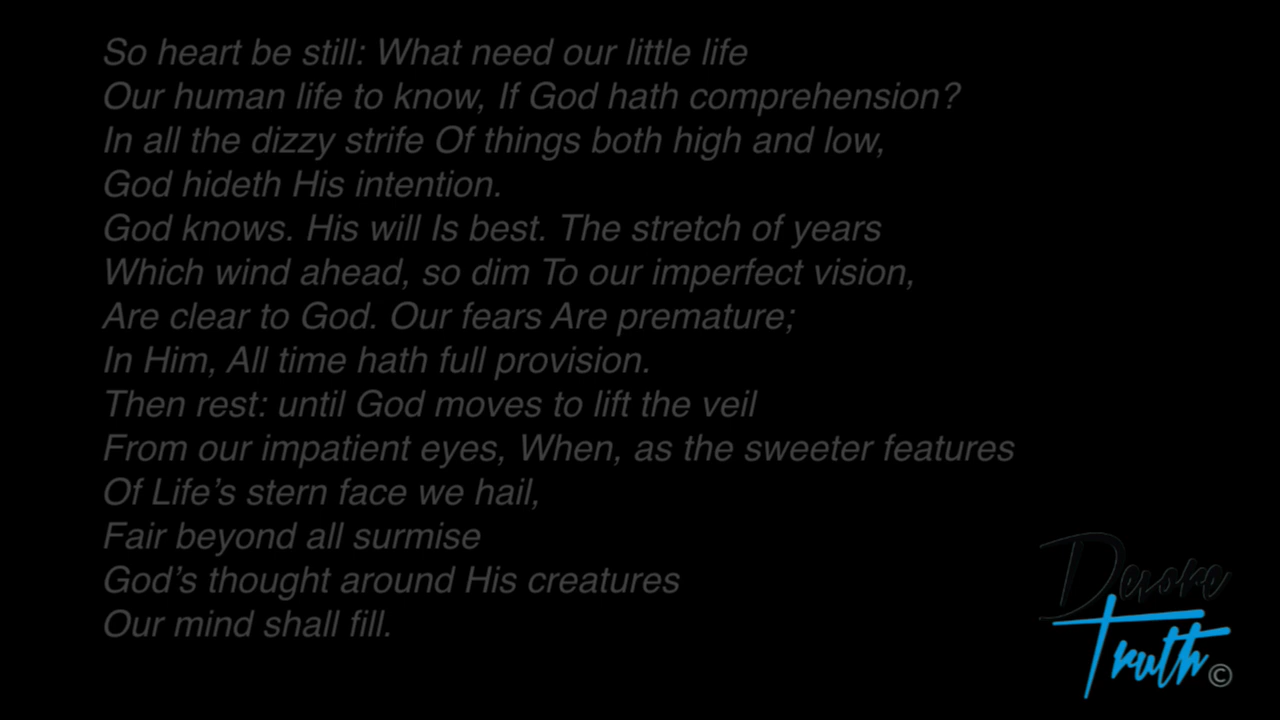 So heart be still: What need our little life
Our human life to know, If God hath comprehension?
In all the dizzy strife Of things both high and low,
God hideth His intention.
God knows. His will Is best. The stretch of years
Which wind ahead, so dim To our imperfect vision,
Are clear to God. Our fears Are premature;
In Him, All time hath full provision.
Then rest: until God moves to lift the veil
From our impatient eyes, When, as the sweeter features
Of Life’s stern face we hail,
Fair beyond all surmise
God’s thought around His creatures
Our mind shall fill.
Truth©